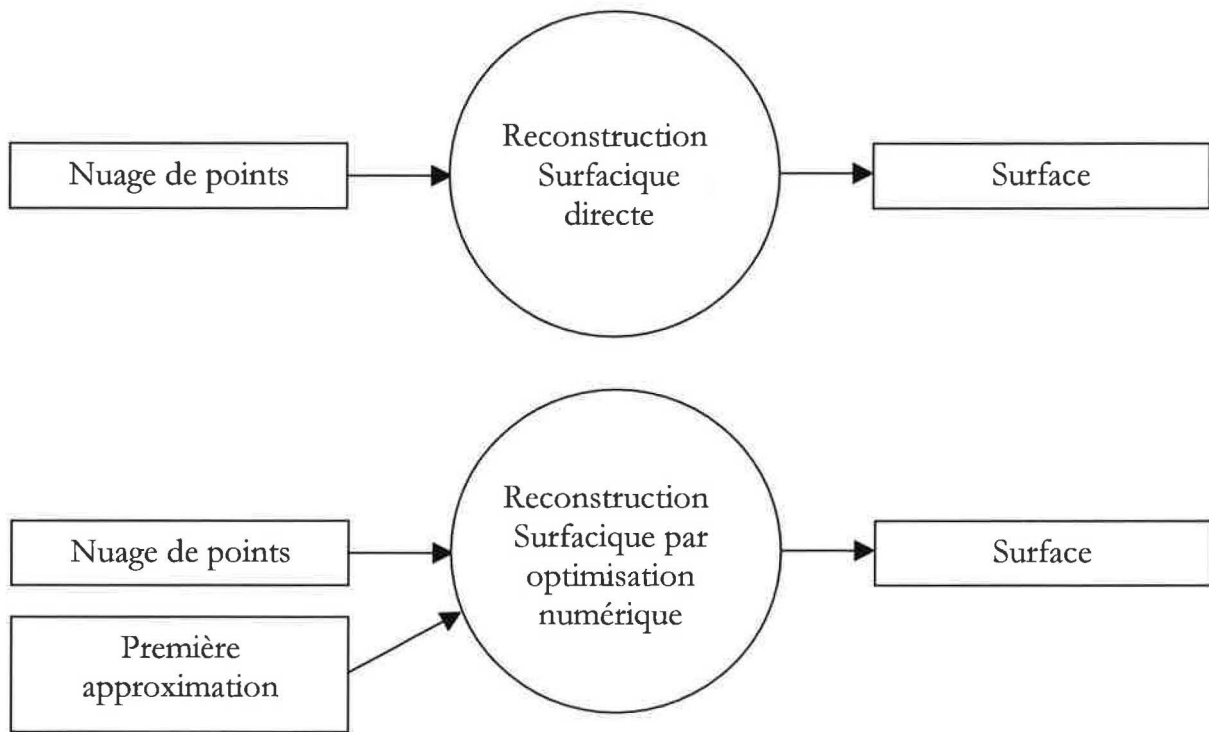 Nuage de points
Reconstruction
Surfacique
directe
Surface
Nuage de points
Première
approximation
Reconstruction
Surfacique par
optimisation
numérique
Surface